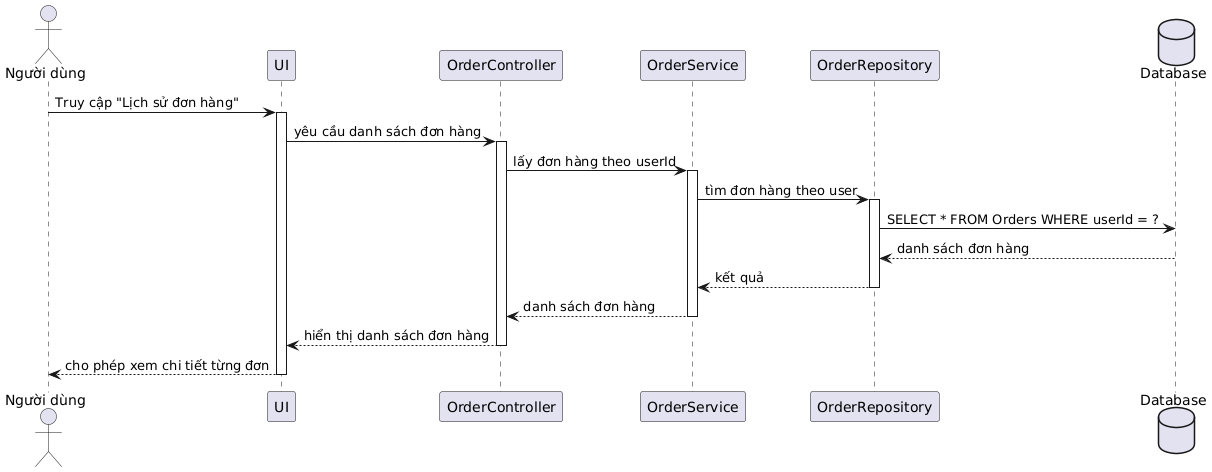 Người dùng
UI
OrderController
OrderService
OrderRepository
Database
Truy cập "Lịch sử đơn hàng"
yêu cầu danh sách đơn hàng
lấy đơn hàng theo userId
tìm đơn hàng theo user
SELECT * FROM Orders WHERE userId = ?
danh sách đơn hàng
kết quả
danh sách đơn hàng
hiển thị danh sách đơn hàng
cho phép xem chi tiết từng đơn
Người dùng
UI
OrderController
OrderService
OrderRepository
Database